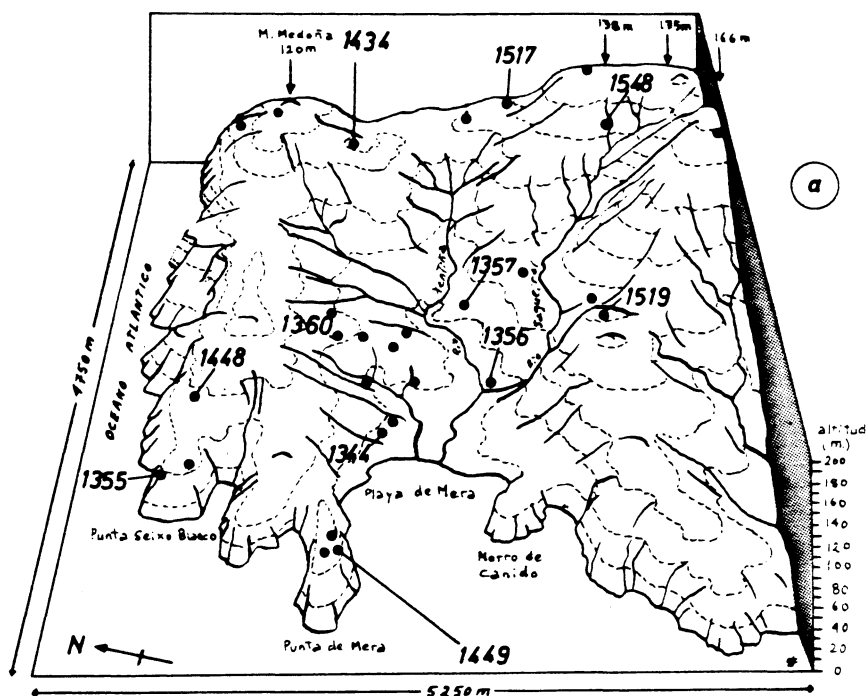 M. Medoña
120m
1434
1517
138m
175m
166m
1548
a
OCEANO ATLANTICO
4750 m
1357
1519
1360
1356
Rio
1448
1344
1355
Playa de Mera
Punta Seixo Blanco
Morro de
Canido
Punta de Mera
1449
N
5250 m
altitud
(m.)
200
180
160
140
120
100
80
60
40
20
0
*